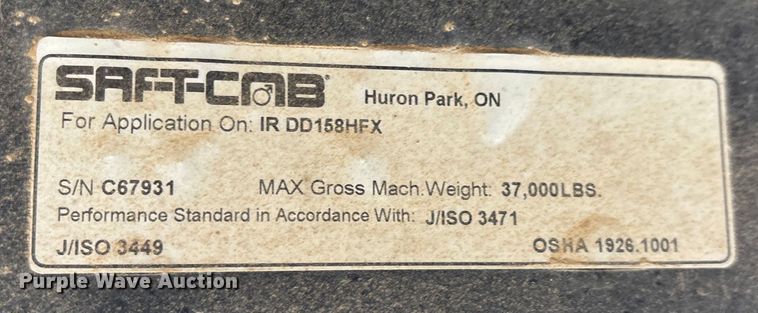 SAF-T-CAB® Huron Park, ON
For Application On: IR DD158HFX
S/N C67931 MAX Gross Mach.Weight: 37,000LBS.
Performance Standard in Accordance With: J/ISO 3471
J/ISO 3449 OSHA 1926.1001
Purple Wave Auction